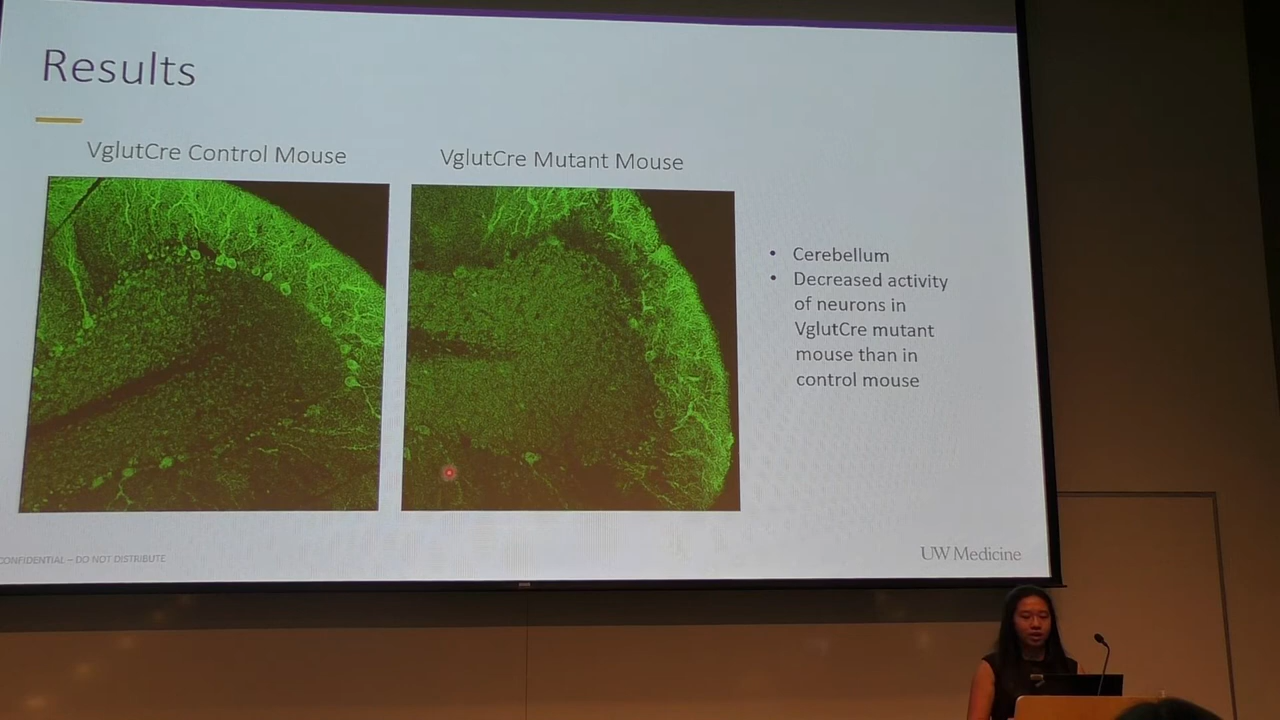 Results
VglutCre Control Mouse
VglutCre Mutant Mouse
• Cerebellum
• Decreased activity
of neurons in
VglutCre mutant
mouse than in
control mouse
CONFIDENTIAL – DO NOT DISTRIBUTE
UW Medicine